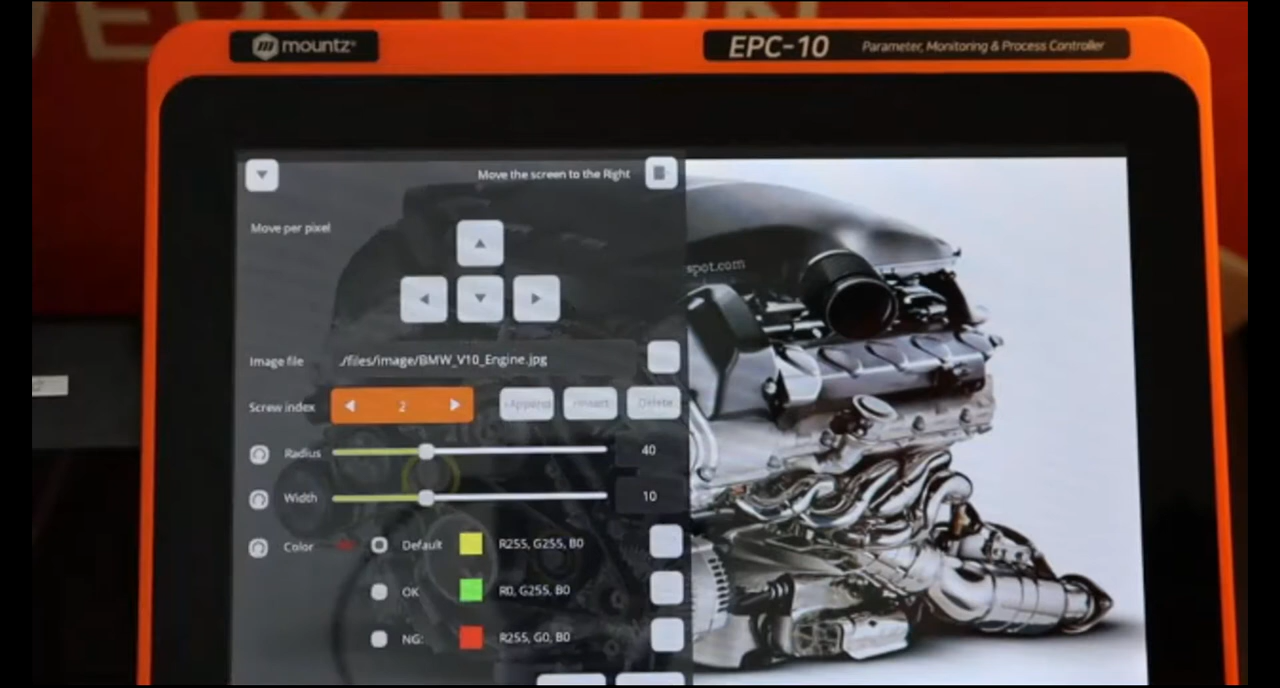 mountz
EPC-10 Parameter, Monitoring & Process Controller
Move the screen to the Right
Move per pixel
spot.com
Image file ./files/image/BMW_V10_Engine.jpg
Screw index 2 +Append +Insert -Delete
Radius 40
Width 10
Color Default R255, G255, B0
OK R0, G255, B0
NG: R255, G0, B0